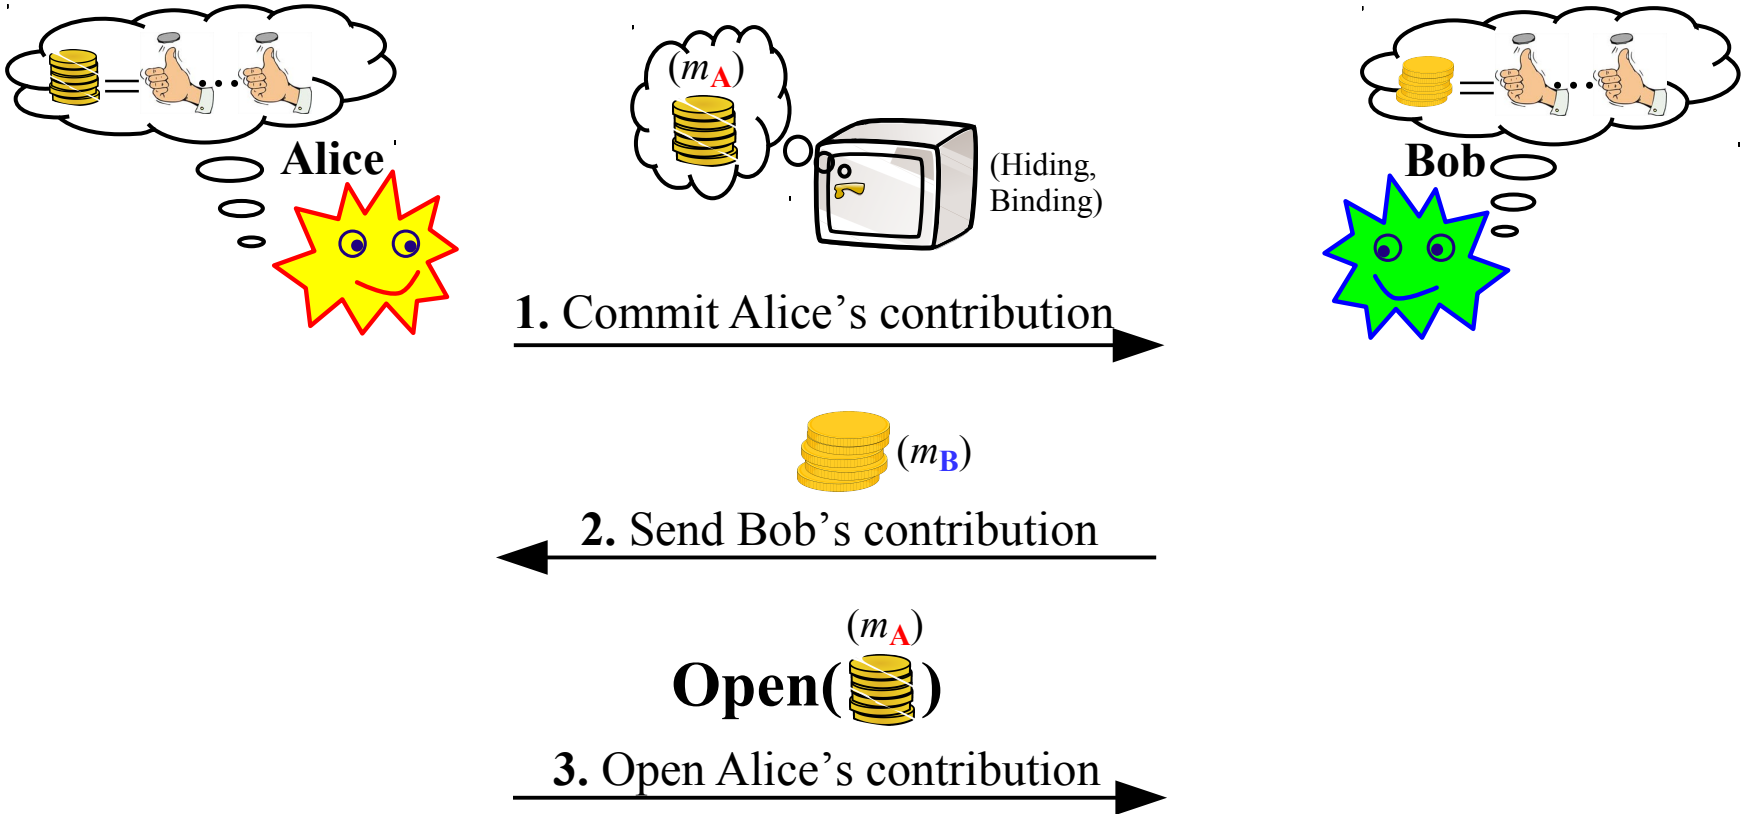 Alice
(mA)
(Hiding,
Binding)
Bob
1. Commit Alice’s contribution
(mB)
2. Send Bob’s contribution
(mA)
Open( )
3. Open Alice’s contribution